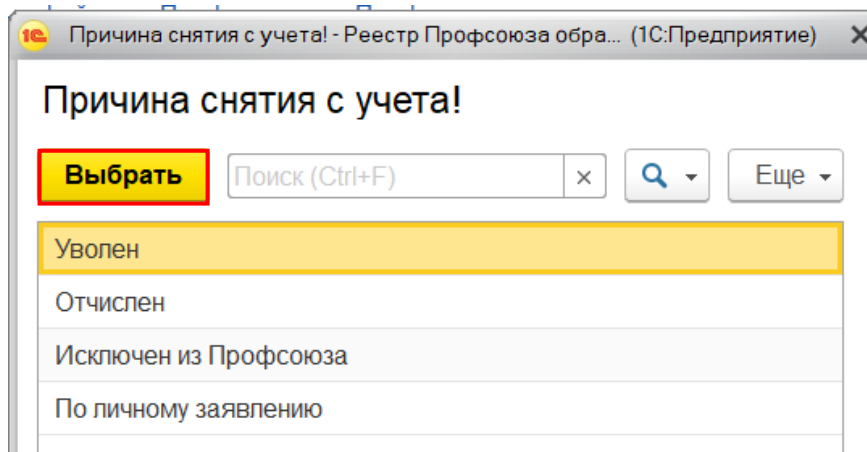 1С Причина снятия с учета! - Реестр Профсоюза обра... (1С:Предприятие)
Причина снятия с учета!
Выбрать Поиск (Ctrl+F) Еще
Уволен
Отчислен
Исключен из Профсоюза
По личному заявлению